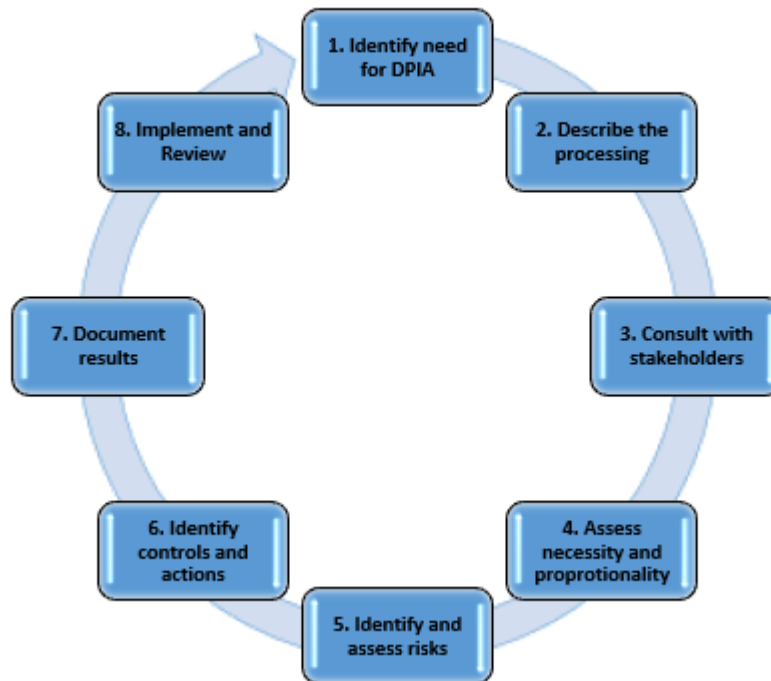 1. Identify need
for DPIA
2. Describe the
processing
3. Consult with
stakeholders
4. Assess
necessity and
proprotionality
5. Identify and
assess risks
6. Identify
controls and
actions
7. Document
results
8. Implement and
Review